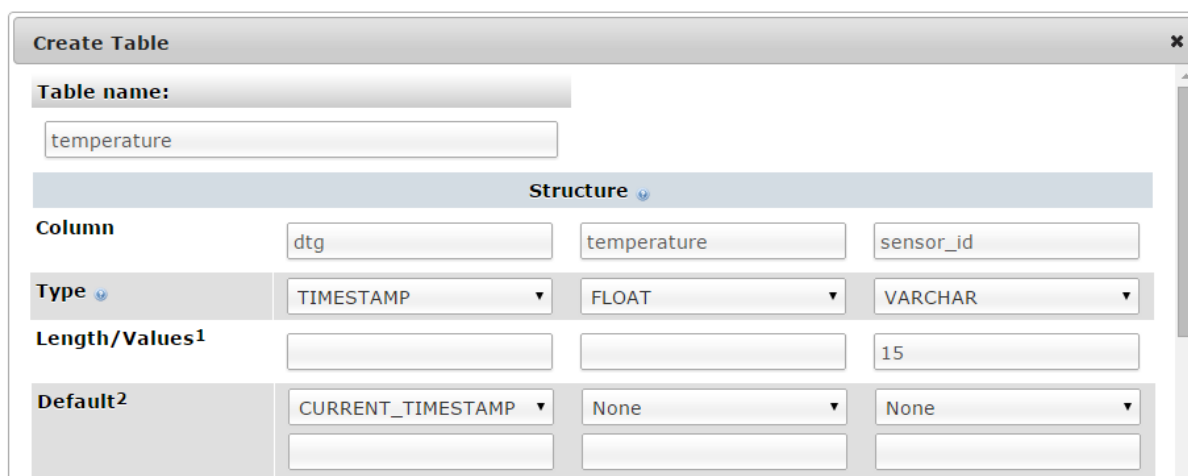 Create Table ×
Table name:
temperature
Structure
Column dtg temperature sensor_id
Type TIMESTAMP FLOAT VARCHAR
Length/Values1 15
Default2 CURRENT_TIMESTAMP None None